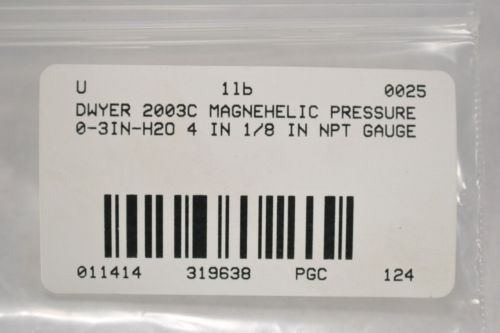 U 1lb 0025
DWYER 2003C MAGNEHELIC PRESSURE
0-3IN-H2O 4 IN 1/8 IN NPT GAUGE
011414 319638 PGC 124